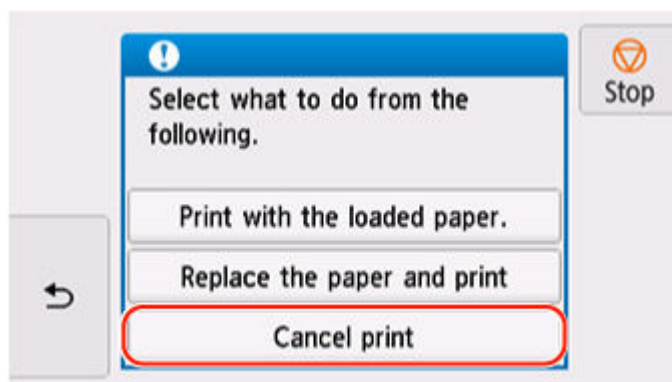 Select what to do from the
following.
Stop
Print with the loaded paper.
Replace the paper and print
Cancel print